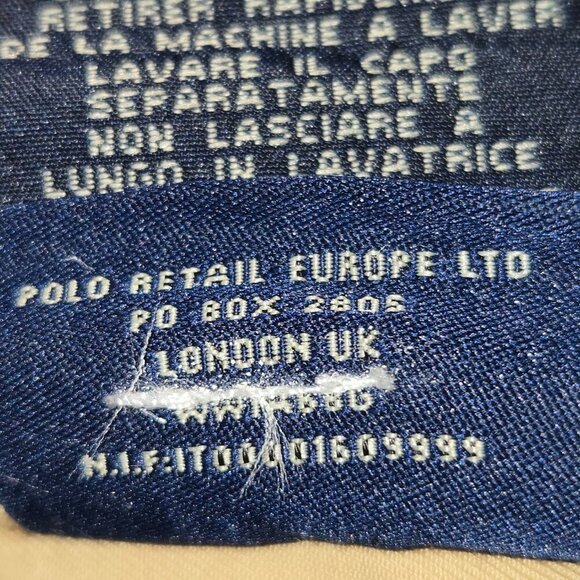 RETIRER RAPIDEM
DE LA MACHINE A LAVER
LAVARE IL CAPO
SEPARATAMENTE
NON LASCIARE A
LUNGO IN LAVATRICE
POLO RETAIL EUROPE LTD
PO BOX 2805
LONDON UK
N.I.F:IT00001609999